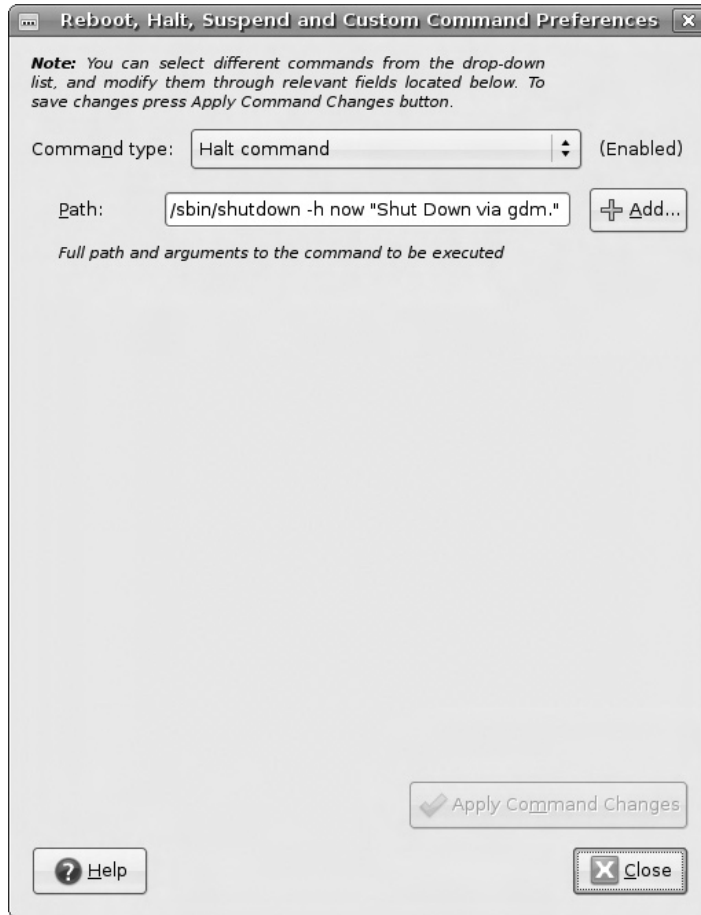 Reboot, Halt, Suspend and Custom Command Preferences
Note: You can select different commands from the drop-down
list, and modify them through relevant fields located below. To
save changes press Apply Command Changes button.
Command type: Halt command (Enabled)
Path: /sbin/shutdown -h now "Shut Down via gdm." Add...
Full path and arguments to the command to be executed
Apply Command Changes
Help Close